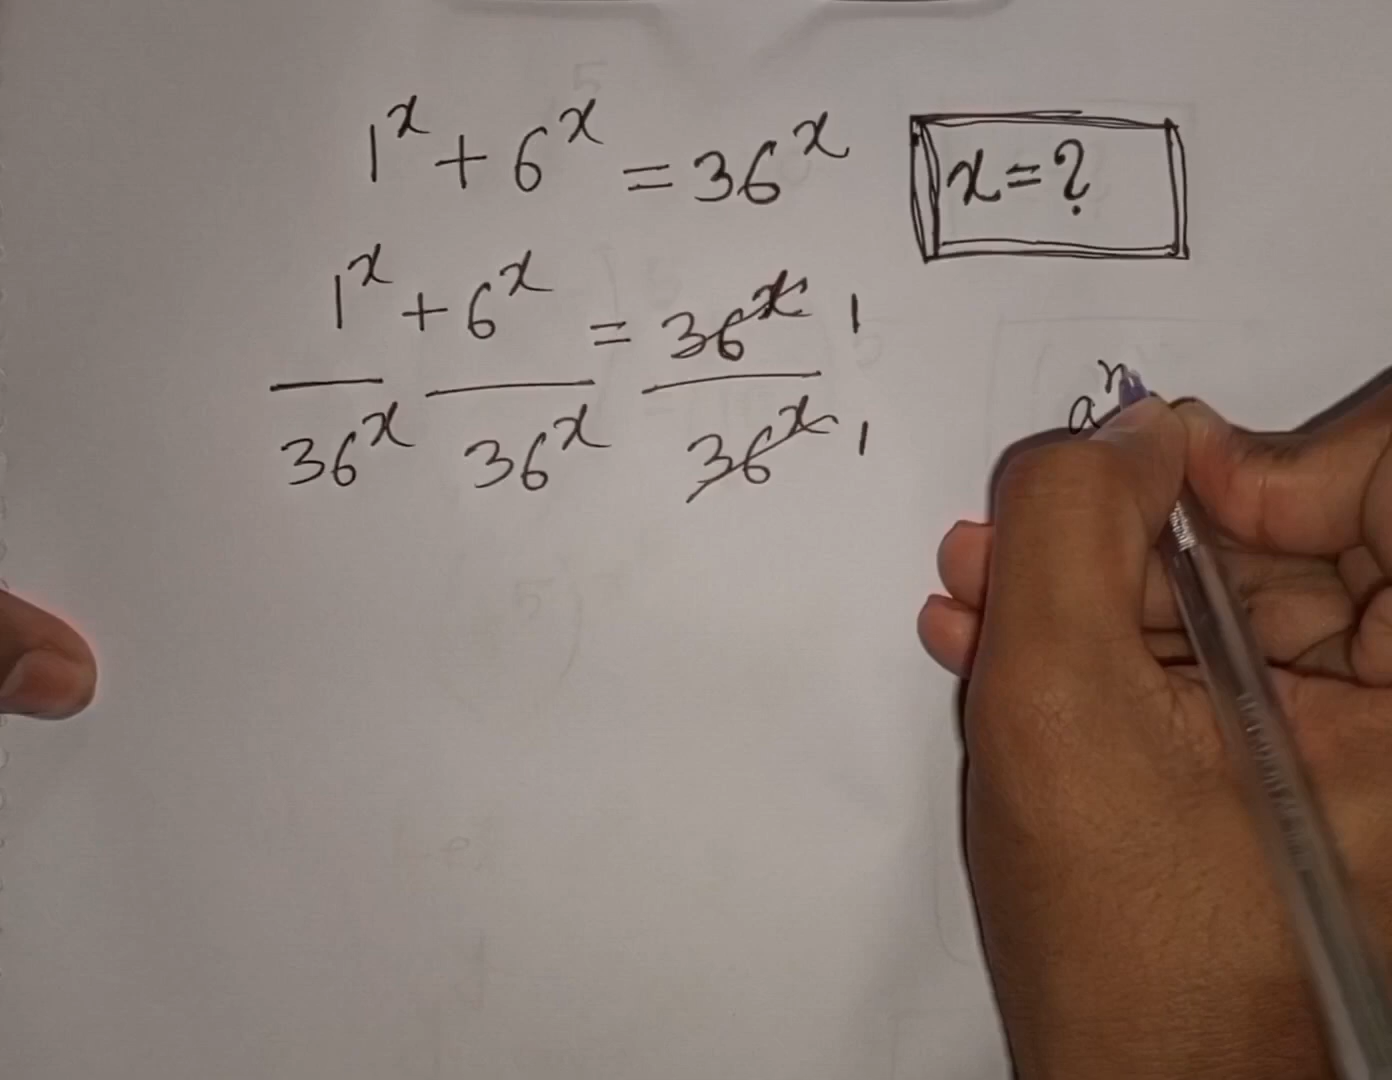 1^x + 6^x = 36^x
x = ?
1^x/36^x + 6^x/36^x = 36^x/36^x 1 1
a^n